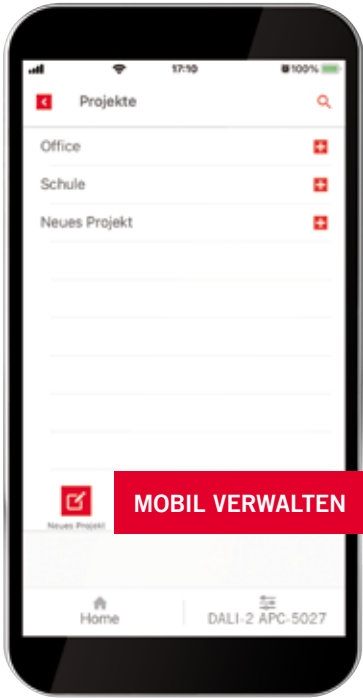 17:10 100%
Projekte
Office
Schule
Neues Projekt
Neues Projekt
MOBIL VERWALTEN
Home DALI-2 APC-5027